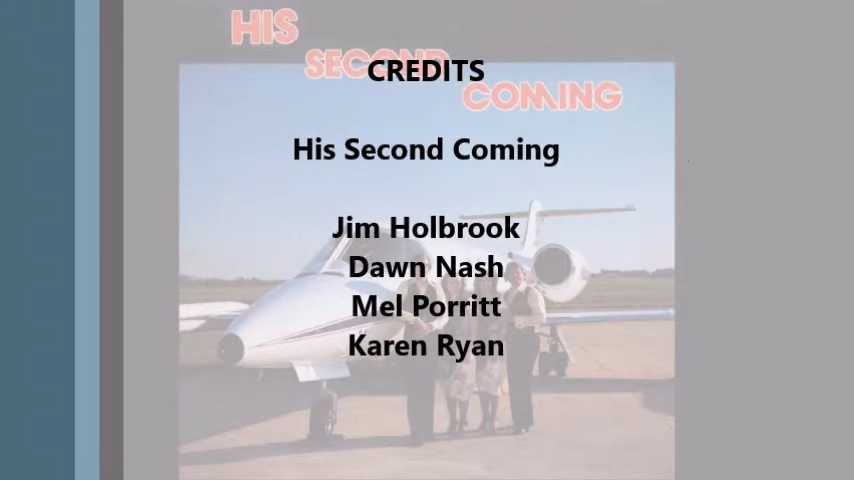 HIS
SECOND
COMING
CREDITS
His Second Coming
Jim Holbrook
Dawn Nash
Mel Porritt
Karen Ryan